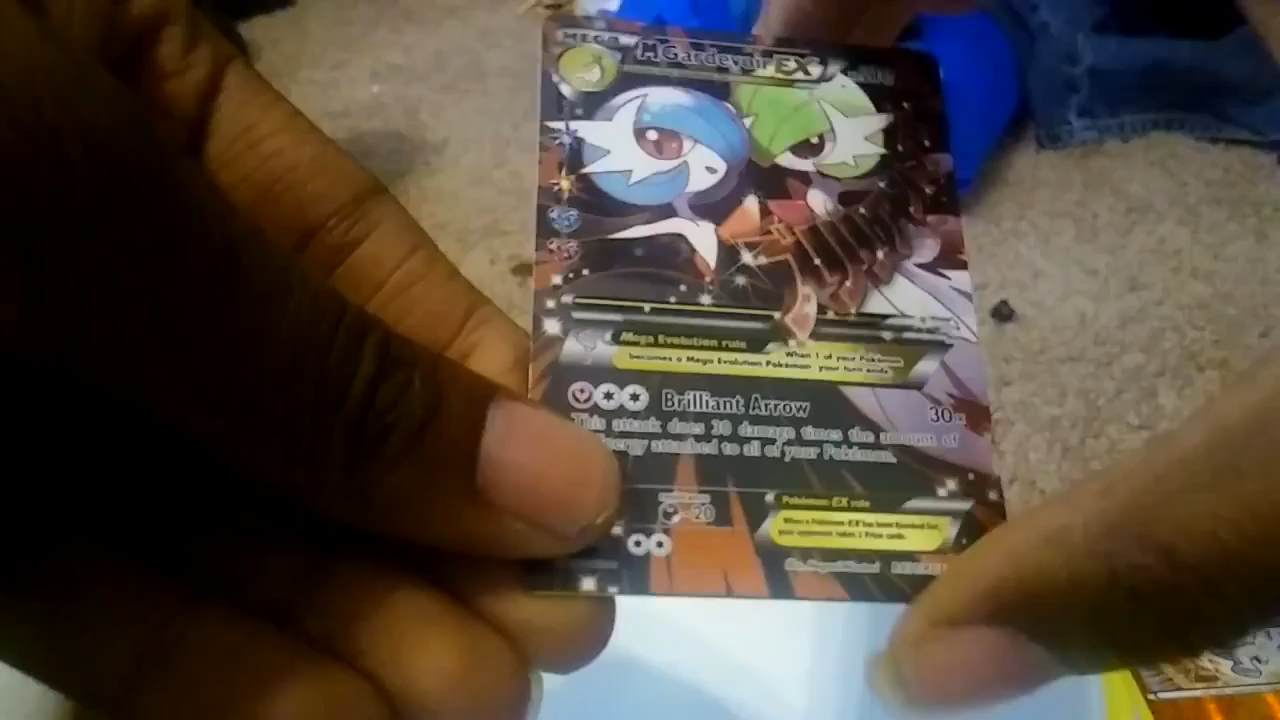 MEGA
M Gardevoir EX
Mega Evolution rule
When 1 of your Pokémon
becomes a Mega Evolution Pokémon your turn ends.
Brilliant Arrow 30×
This attack does 30 damage times the amount of
attached to all of your Pokémon.
-20
Pokémon EX rule
When a Pokémon-EX has been Knocked Out,
your opponent takes 2 Prize cards.